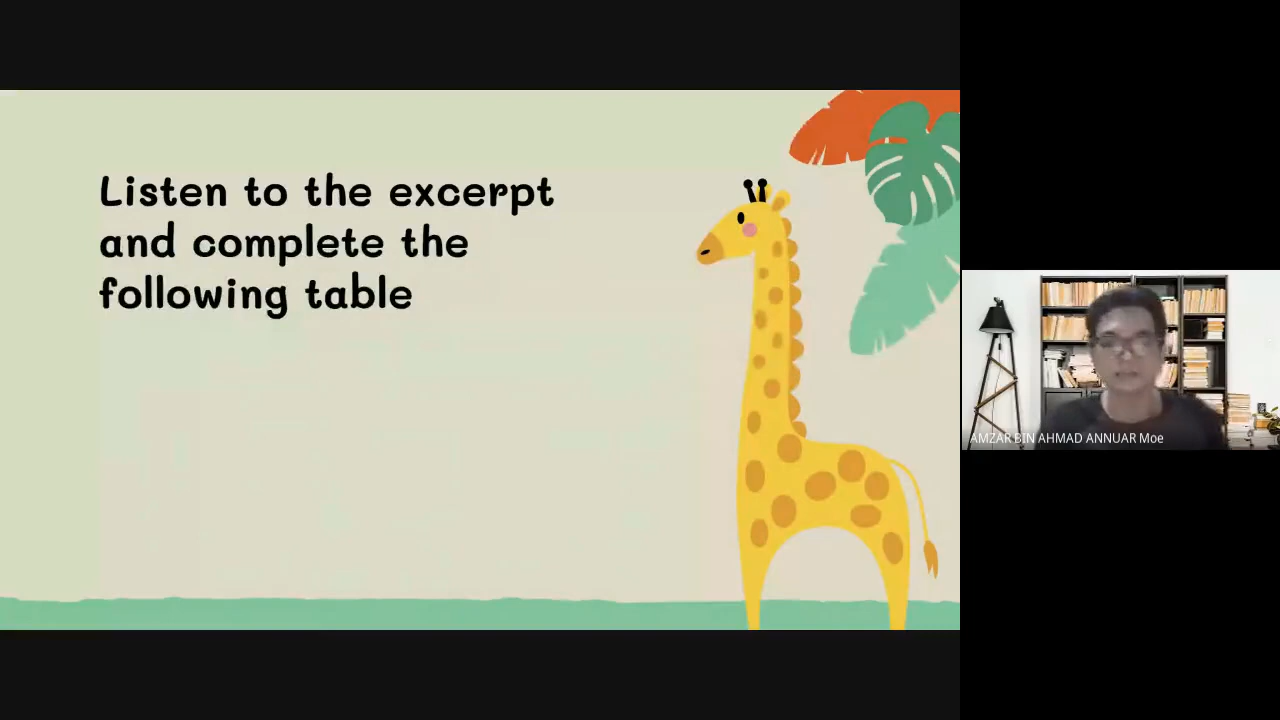 Listen to the excerpt
and complete the
following table
AMZAR BIN AHMAD ANNUAR Moe